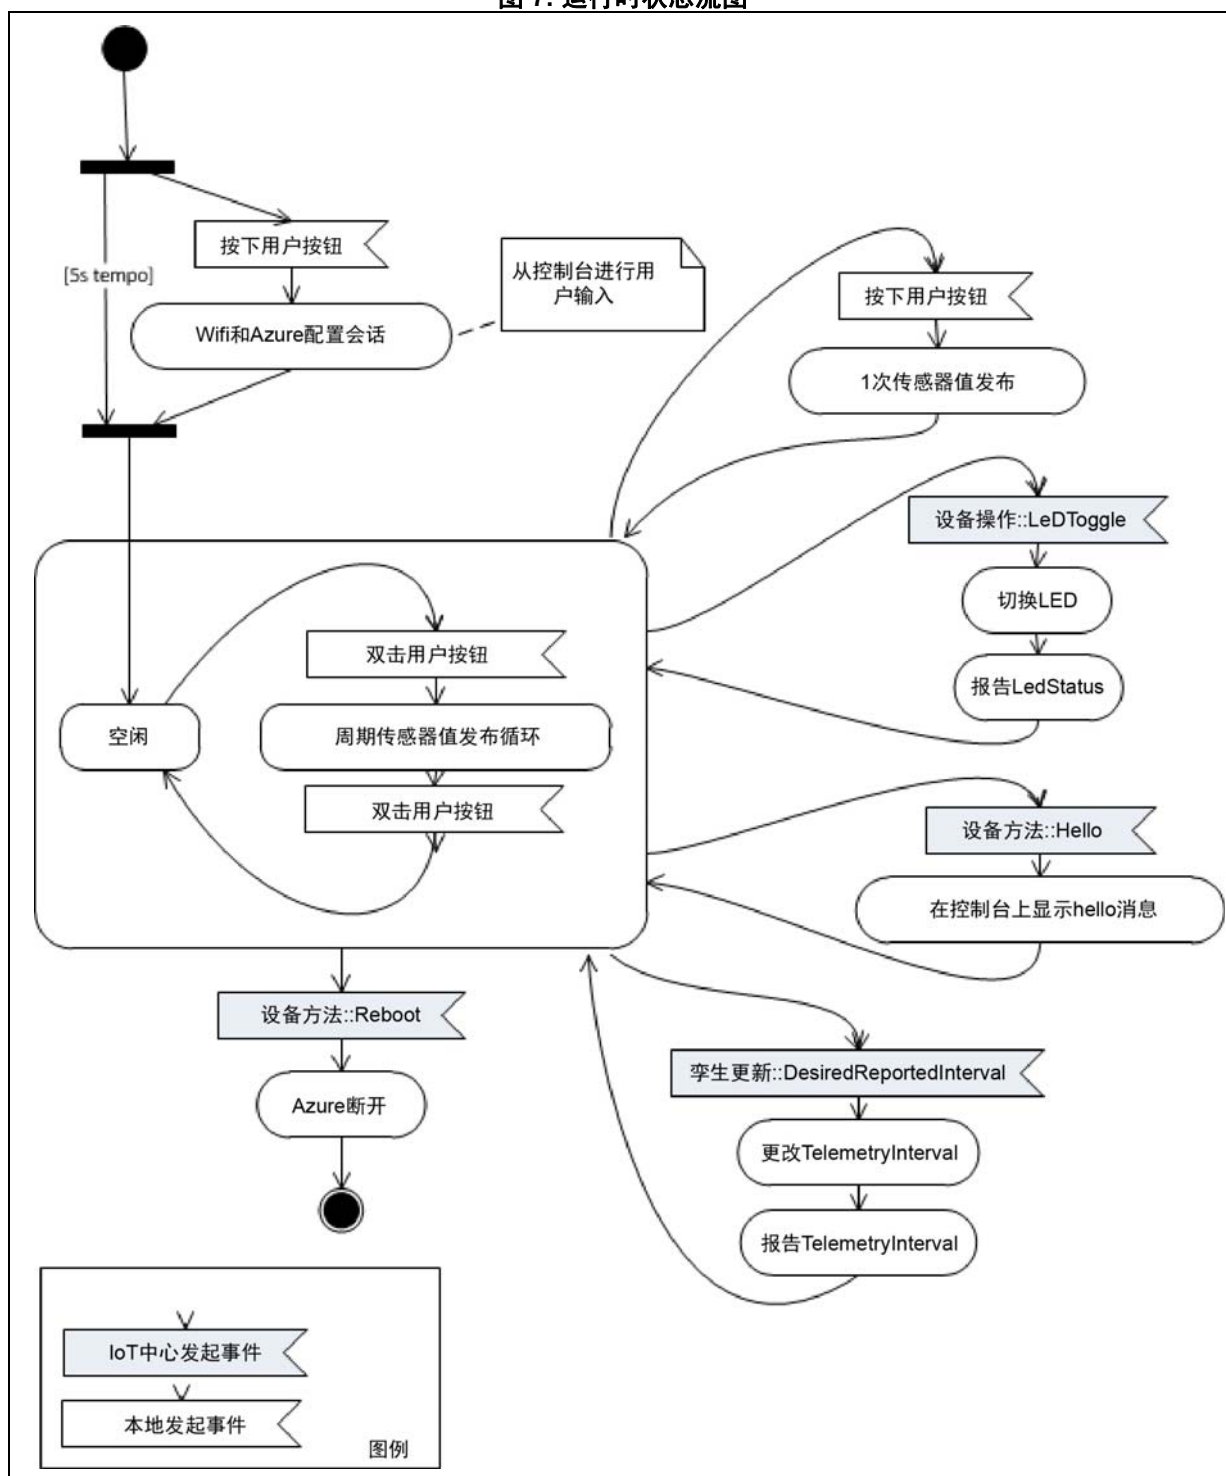 图 7. 运行时状态流图
按下用户按钮
[5s tempo]
Wifi和Azure配置会话
从控制台进行用
户输入
按下用户按钮
1次传感器值发布
设备操作::LeDToggle
切换LED
报告LedStatus
双击用户按钮
空闲
周期传感器值发布循环
双击用户按钮
设备方法::Hello
在控制台上显示hello消息
设备方法::Reboot
Azure断开
孪生更新::DesiredReportedInterval
更改TelemetryInterval
报告TelemetryInterval
IoT中心发起事件
本地发起事件
图例